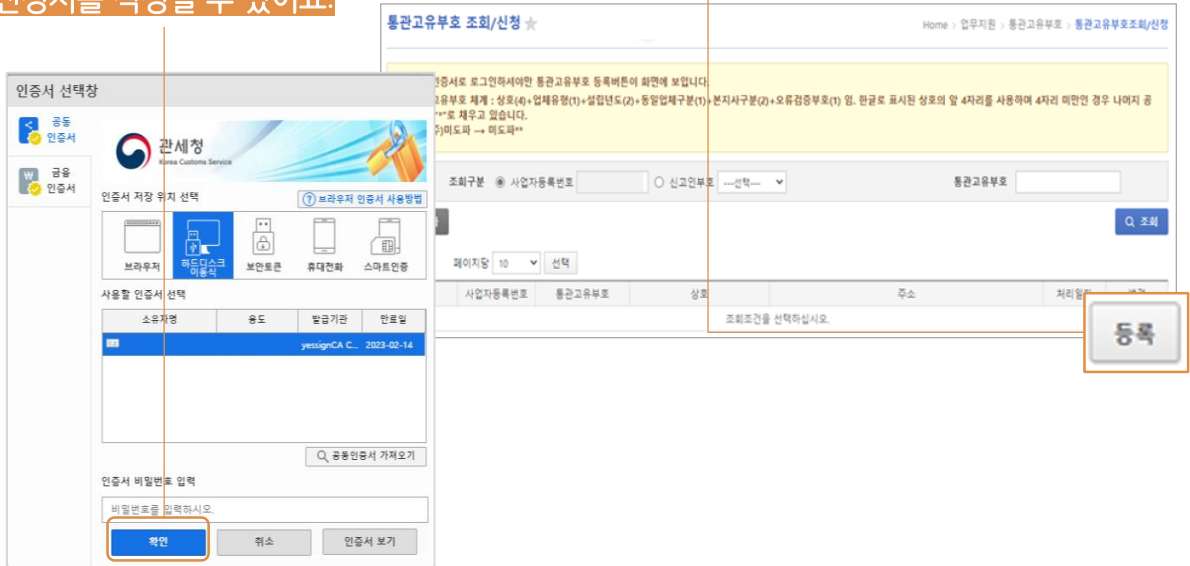 신청서를 작성할 수 있어요.
통관고유부호 조회/신청
Home > 업무지원 > 통관고유부호 > 통관고유부호조회/신청
인증서로 로그인하셔야만 통관고유부호 등록버튼이 화면에 보입니다.
고유부호 체계 : 상호(4)+업체유형(1)+설립년도(2)+동일업체구분(1)+본지사구분(2)+오류검증부호(1) 임. 한글로 표시된 상호의 앞 4자리를 사용하며 4자리 미만인 경우 나머지 공
"*"로 채우고 있습니다.
주)미도파 → 미도파**
조회구분 사업자등록번호 신고인부호 ---선택--- 통관고유부호
조회
페이지당 10 선택
사업자등록번호 통관고유부호 상호 주소 처리일자
조회조건을 선택하십시오.
등록
인증서 선택창
공동
인증서
금융
인증서
관세청
Korea Customs Service
인증서 저장 위치 선택
? 브라우저 인증서 사용방법
브라우저 하드디스크 이동식 보안토큰 휴대전화 스마트인증
사용할 인증서 선택
소유자명 용도 발급기관 만료일
yessignCA C... 2023-02-14
공동인증서 가져오기
인증서 비밀번호 입력
비밀번호를 입력하시오.
확인 취소 인증서 보기